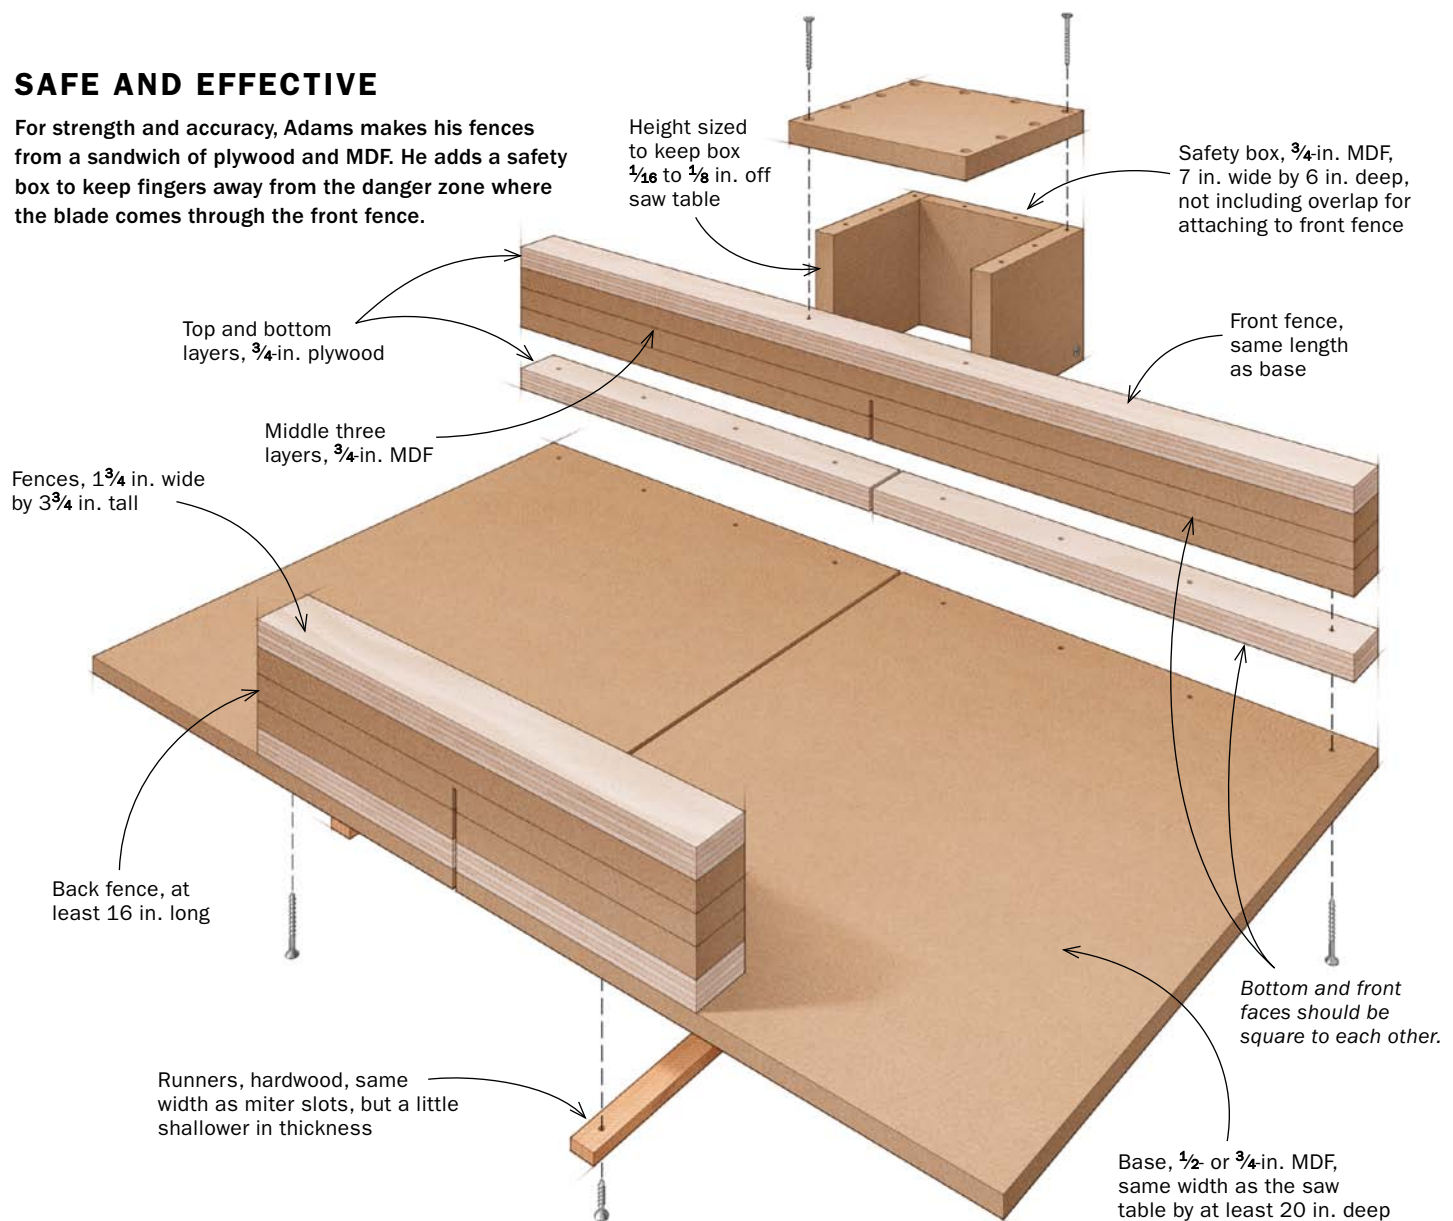 SAFE AND EFFECTIVE
For strength and accuracy, Adams makes his fences
from a sandwich of plywood and MDF. He adds a safety
box to keep fingers away from the danger zone where
the blade comes through the front fence.
Height sized
to keep box
1⁄16 to 1⁄8 in. off
saw table
Safety box, 3⁄4-in. MDF,
7 in. wide by 6 in. deep,
not including overlap for
attaching to front fence
Top and bottom
layers, 3⁄4-in. plywood
Front fence,
same length
as base
Middle three
layers, 3⁄4-in. MDF
Fences, 13⁄4 in. wide
by 33⁄4 in. tall
Back fence, at
least 16 in. long
Bottom and front
faces should be
square to each other.
Runners, hardwood, same
width as miter slots, but a little
shallower in thickness
Base, 1⁄2- or 3⁄4-in. MDF,
same width as the saw
table by at least 20 in. deep